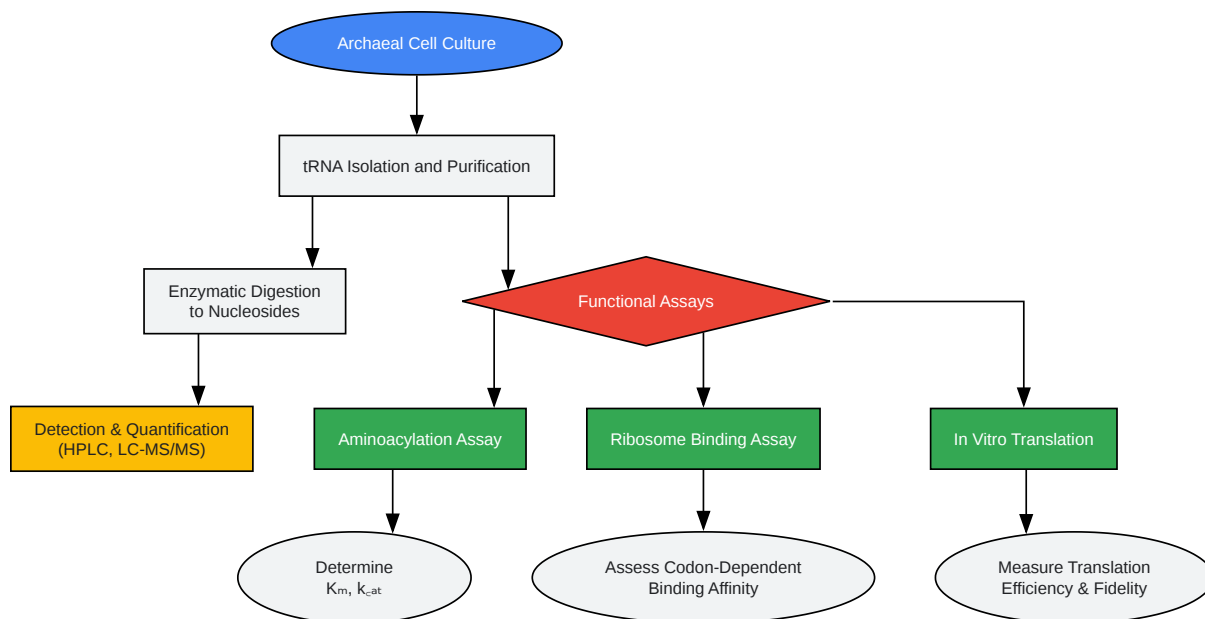 Archaeal Cell Culture
tRNA Isolation and Purification
Enzymatic Digestion
to Nucleosides
Functional Assays
Detection & Quantification
(HPLC, LC-MS/MS)
Aminoacylation Assay
Ribosome Binding Assay
In Vitro Translation
Determine
Kₘ, k꜀ₐₜ
Assess Codon-Dependent
Binding Affinity
Measure Translation
Efficiency & Fidelity